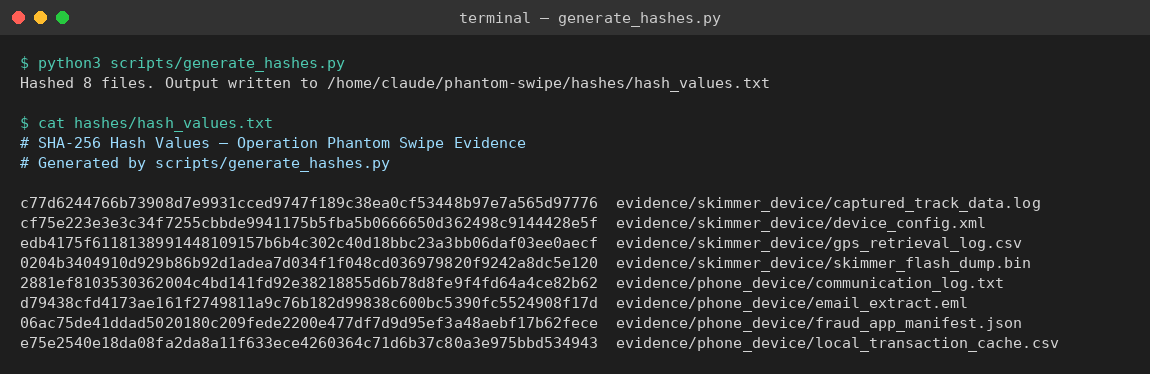 terminal — generate_hashes.py
$ python3 scripts/generate_hashes.py
Hashed 8 files. Output written to /home/claude/phantom-swipe/hashes/hash_values.txt
$ cat hashes/hash_values.txt
# SHA-256 Hash Values — Operation Phantom Swipe Evidence
# Generated by scripts/generate_hashes.py
c77d6244766b73908d7e9931cced9747f189c38ea0cf53448b97e7a565d97776  evidence/skimmer_device/captured_track_data.log
cf75e223e3e3c34f7255cbbde9941175b5fba5b0666650d362498c9144428e5f  evidence/skimmer_device/device_config.xml
edb4175f6118138991448109157b6b4c302c40d18bbc23a3bb06daf03ee0aecf  evidence/skimmer_device/gps_retrieval_log.csv
0204b3404910d929b86b92d1adea7d034f1f048cd036979820f9242a8dc5e120  evidence/skimmer_device/skimmer_flash_dump.bin
2881ef8103530362004c4bd141fd92e38218855d6b78d8fe9f4fd64a4ce82b62  evidence/phone_device/communication_log.txt
d79438cfd4173ae161f2749811a9c76b182d99838c600bc5390fc5524908f17d  evidence/phone_device/email_extract.eml
06ac75de41ddad5020180c209fede2200e477df7d9d95ef3a48aebf17b62fece  evidence/phone_device/fraud_app_manifest.json
e75e2540e18da08fa2da8a11f633ece4260364c71d6b37c80a3e975bbd534943  evidence/phone_device/local_transaction_cache.csv